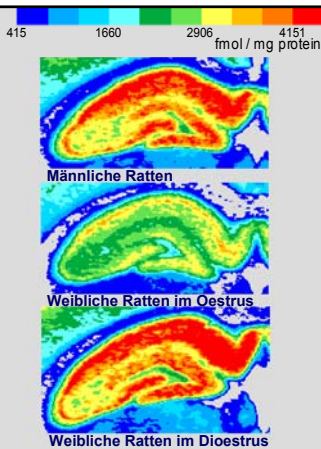 415 1660 2906 4151
fmol / mg protein
Männliche Ratten
Weibliche Ratten im Oestrus
Weibliche Ratten im Dioestrus